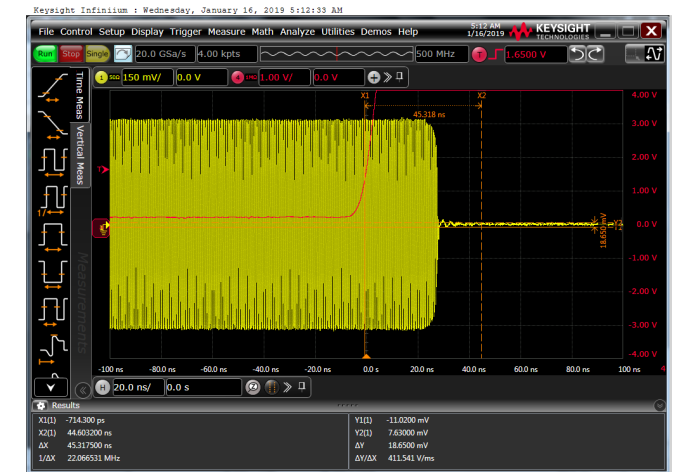 Keysight Infiniium : Wednesday, January 16, 2019 5:12:33 AM
File Control Setup Display Trigger Measure Math Analyze Utilities Demos Help
5:12 AM
1/16/2019
KEYSIGHT
TECHNOLOGIES
Run Stop Single 20.0 GSa/s 4.00 kpts 500 MHz T 1.6500 V
1 50Ω 150 mV/ 0.0 V 4 1MΩ 1.00 V/ 0.0 V
Time Meas
Vertical Meas
Measurements
1/
X1 X2
45.318 ns
18.650 mV
T
4.00 V
3.00 V
2.00 V
1.00 V
0.0 V
-1.00 V
-2.00 V
-3.00 V
-4.00 V
-100 ns -80.0 ns -60.0 ns -40.0 ns -20.0 ns 0.0 s 20.0 ns 40.0 ns 60.0 ns 80.0 ns 100 ns 4
H 20.0 ns/ 0.0 s
Results
X1(1) -714.300 ps Y1(1) -11.0200 mV
X2(1) 44.603200 ns Y2(1) 7.63000 mV
ΔX 45.317500 ns ΔY 18.6500 mV
1/ΔX 22.066531 MHz ΔY/ΔX 411.541 V/ms